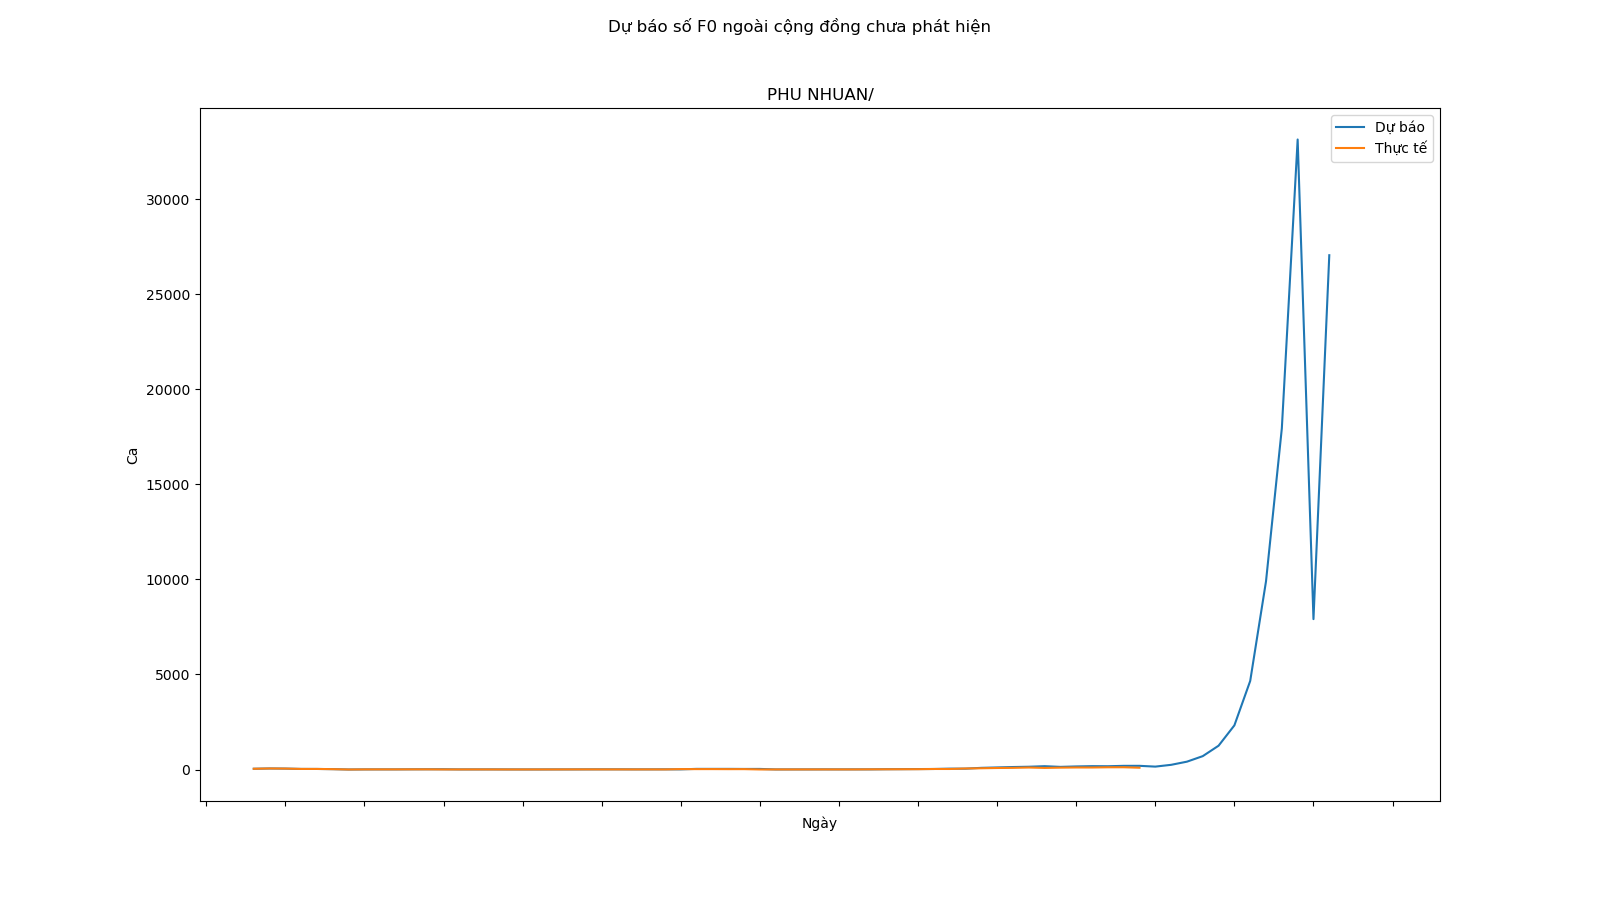 Dự báo số F0 ngoài cộng đồng chưa phát hiện
PHU NHUAN/
Dự báo
Thực tế
30000
25000
20000
15000
10000
5000
0
Ca
Ngày